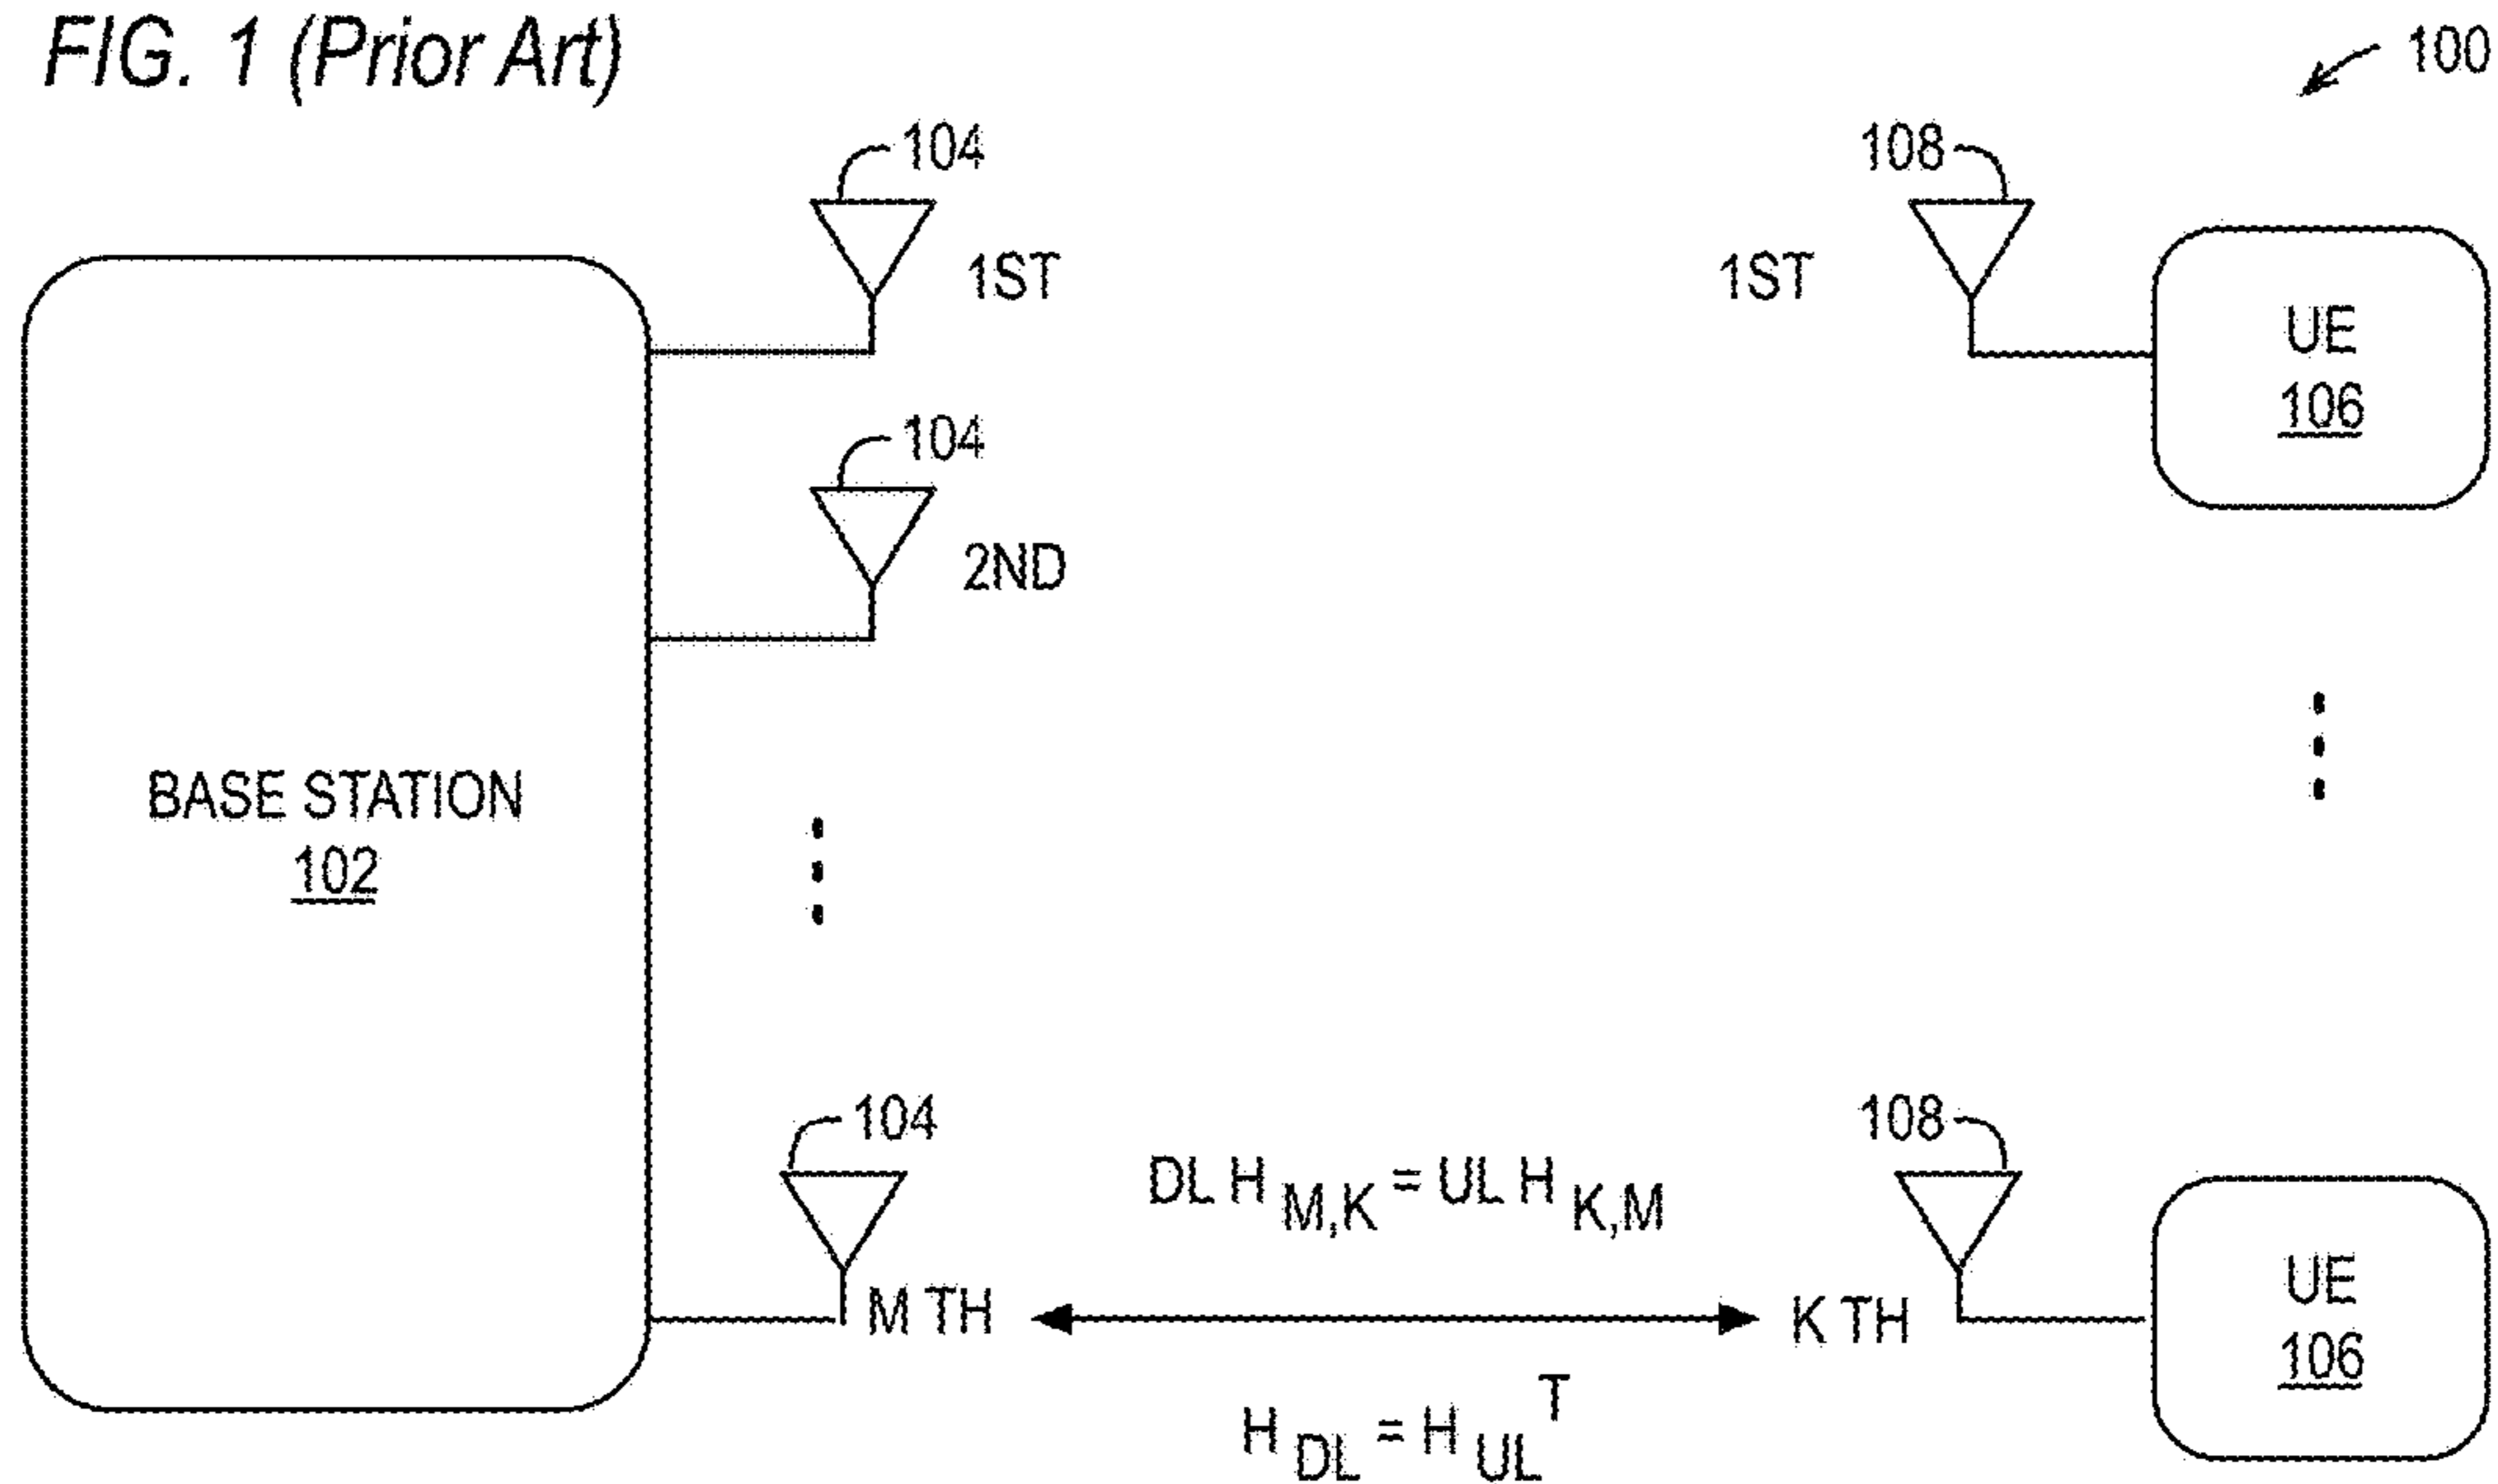 FIG. 1 (Prior Art)
100
104
108
1ST
1ST
UE
106
104
2ND
BASE STATION
102
104
108
DL H M,K = UL H K,M
M TH
K TH
UE
106
H DL = H UL T